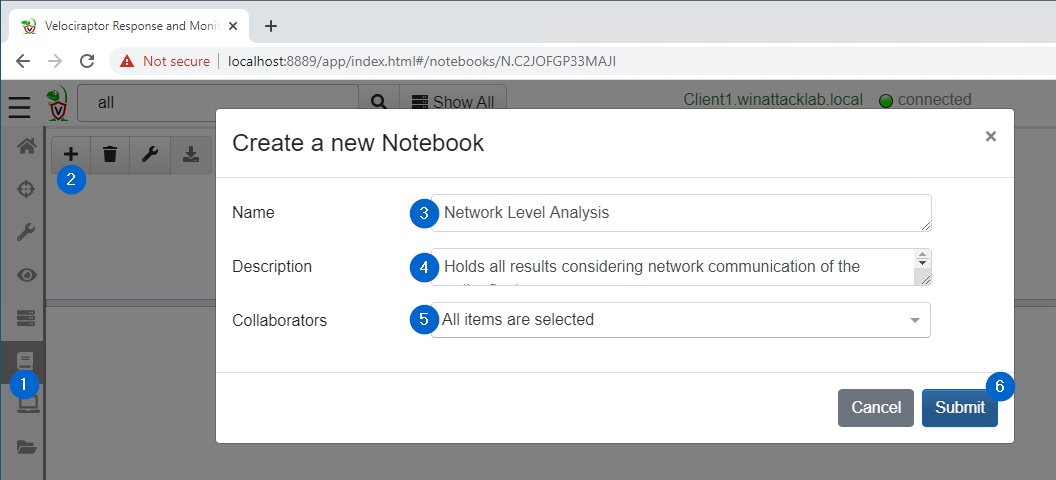 Velociraptor Response and Monit
Not secure
localhost:8889/app/index.html#/notebooks/N.C2JOFGP33MAJI
all
Show All
Client1.winattacklab.local
connected
Create a new Notebook
×
2
Name
3
Network Level Analysis
Description
4
Holds all results considering network communication of the
Collaborators
5
All items are selected
1
6
Cancel
Submit